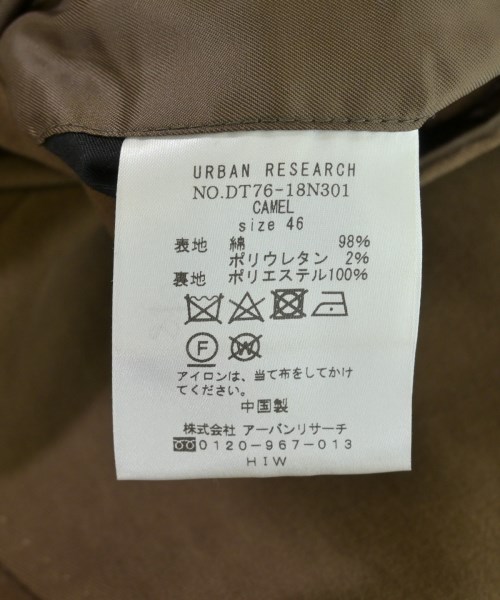 URBAN RESEARCH
NO.DT76-18N301
CAMEL
size 46
表地 綿 98%
ポリウレタン 2%
裏地 ポリエステル100%
F W
アイロンは、当て布をしてかけ
てください。
中国製
株式会社 アーバンリサーチ
0120-967-013
HIW